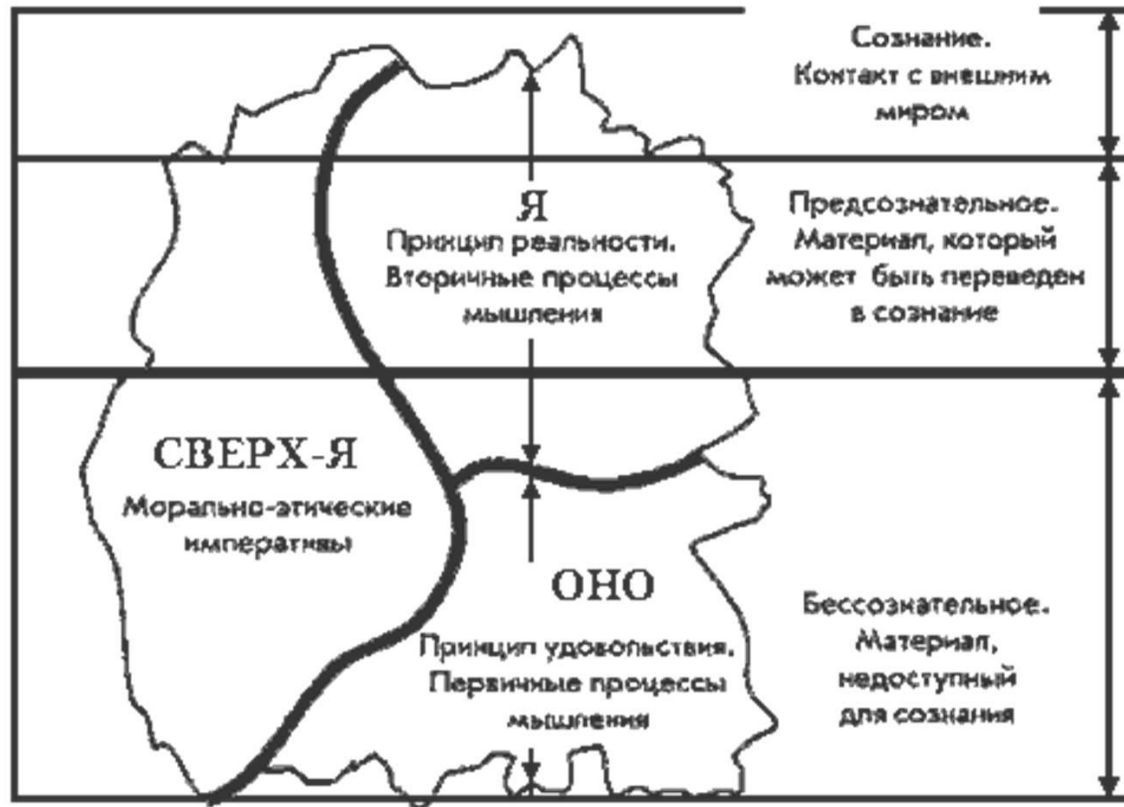 Сознание.
Контакт с внешним
миром
Я
Принцип реальности.
Вторичные процессы
мышления
Предсознательное.
Материал, который
может быть переведен
в сознание
СВЕРХ-Я
Морально-этические
императивы
ОНО
Принцип удовольствия.
Первичные процессы
мышления
Бессознательное.
Материал,
недоступный
для сознания